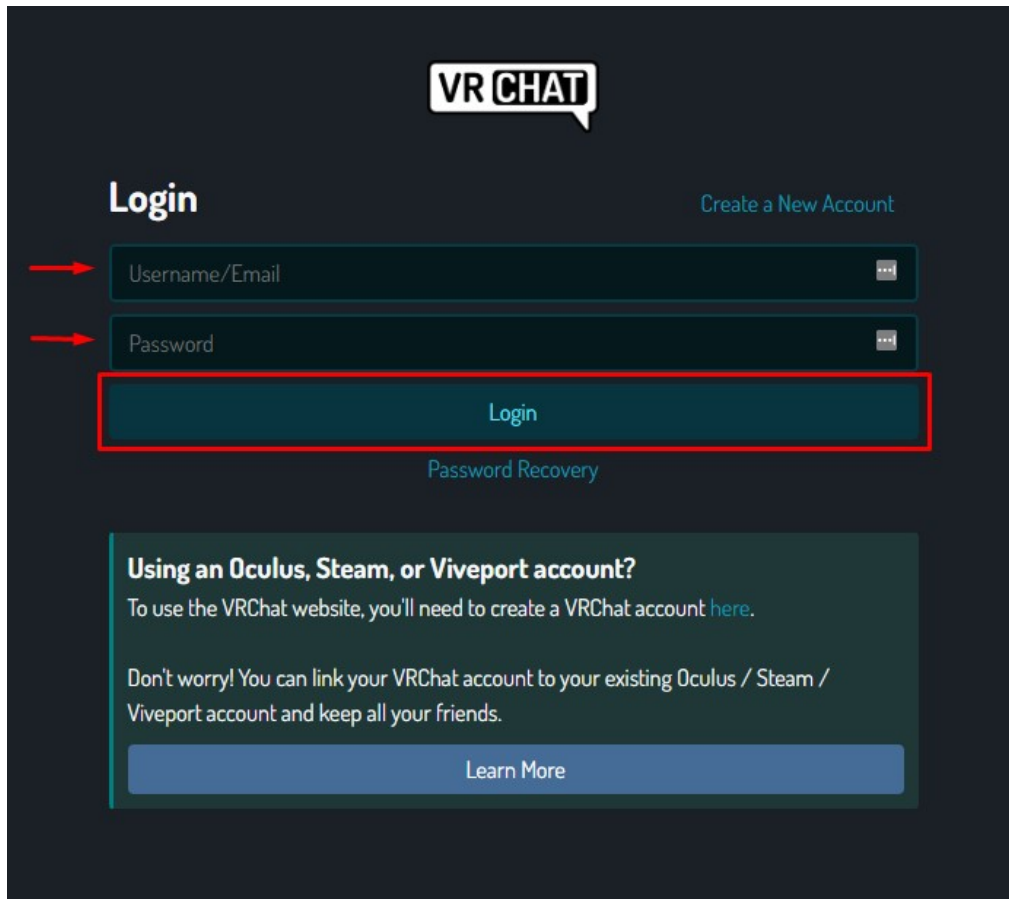 VR CHAT
Login
Create a New Account
Username/Email
Password
Login
Password Recovery
Using an Oculus, Steam, or Viveport account?
To use the VRChat website, you'll need to create a VRChat account here.
Don't worry! You can link your VRChat account to your existing Oculus / Steam /
Viveport account and keep all your friends.
Learn More